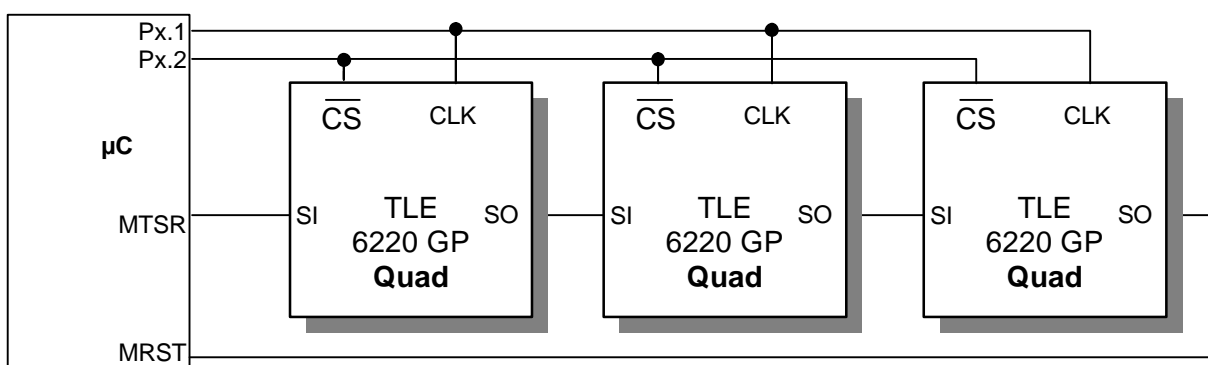 Px.1
Px.2
µC
MTSR
MRST
CS CLK
SI TLE SO
6220 GP
Quad
CS CLK
SI TLE SO
6220 GP
Quad
CS CLK
SI TLE SO
6220 GP
Quad